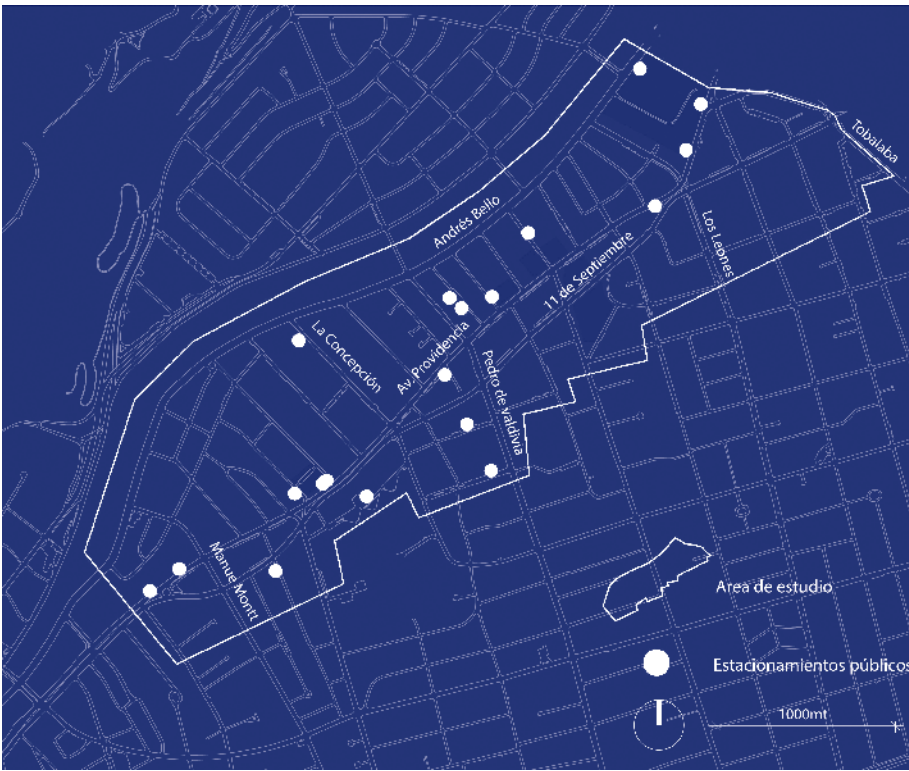 Tobalaba
Andrés Bello
Los Leones
11 de Septiembre
La Concepción
Av. Providencia
Pedro de valdivia
Manue Montt
Area de estudio
Estacionamientos públicos
1000mt